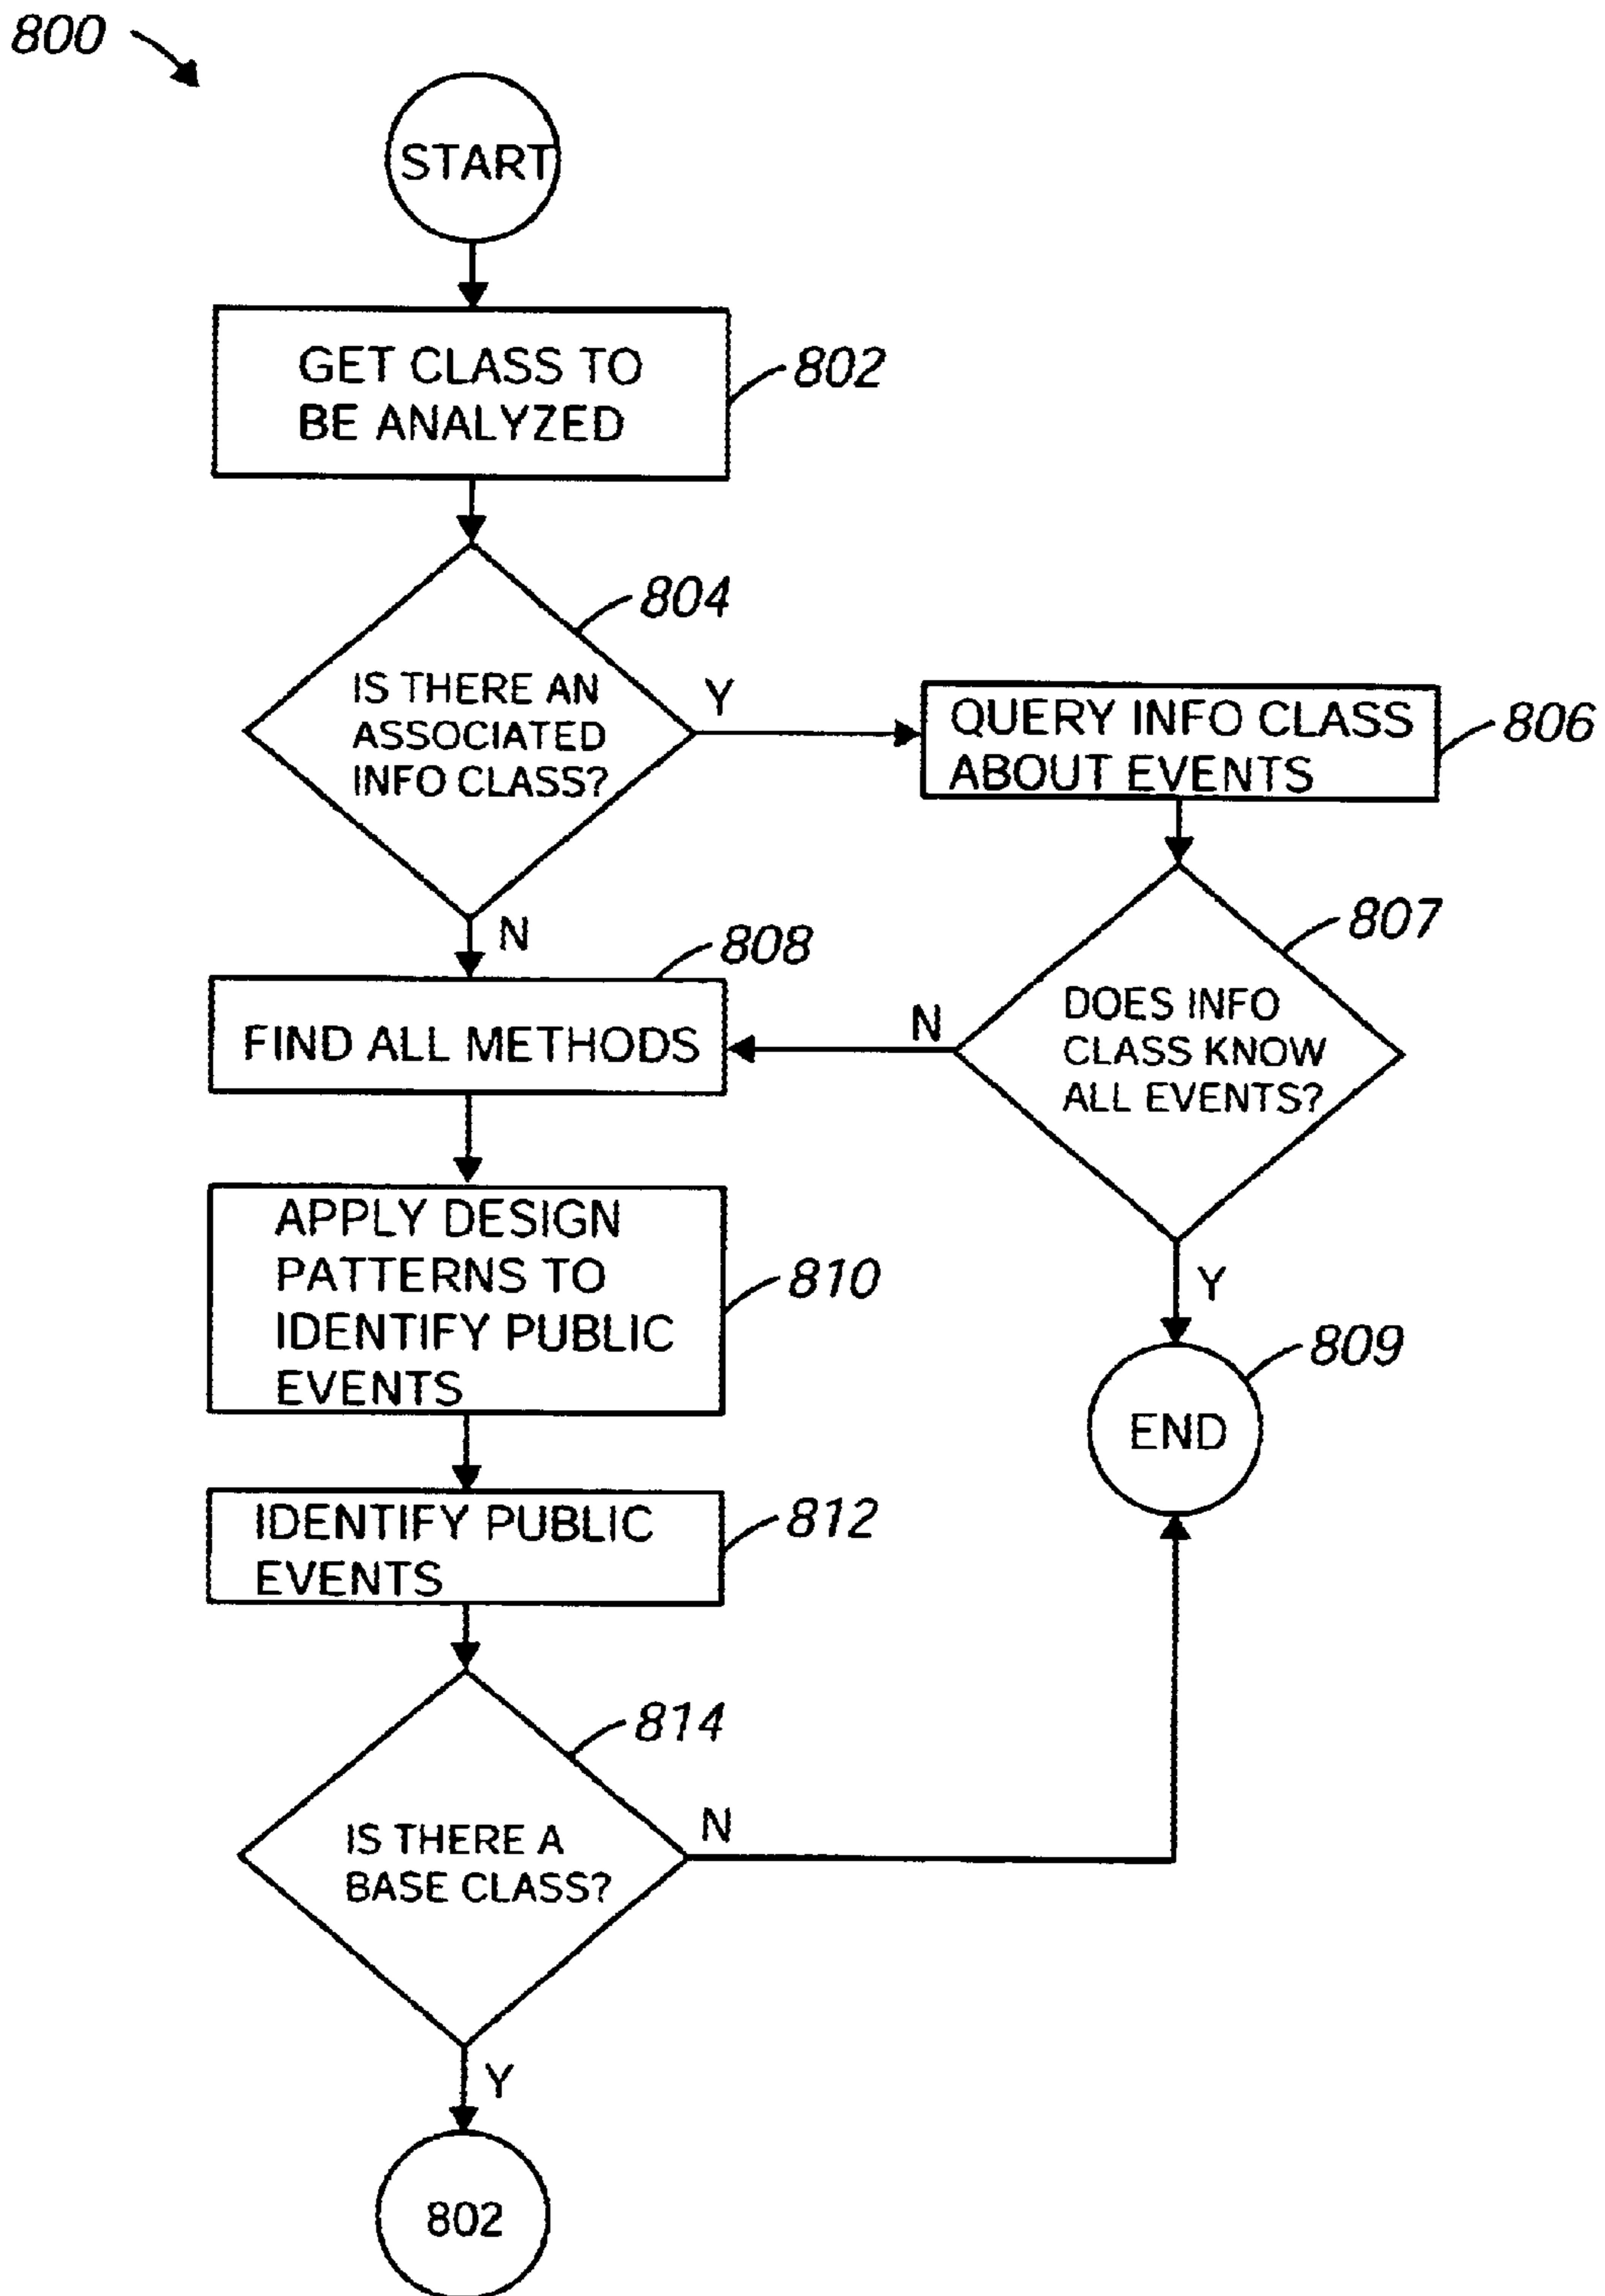 800
START
GET CLASS TO
BE ANALYZED
802
804
IS THERE AN
ASSOCIATED
INFO CLASS?
Y
N
QUERY INFO CLASS
ABOUT EVENTS
806
807
DOES INFO
CLASS KNOW
ALL EVENTS?
N
Y
808
FIND ALL METHODS
809
END
APPLY DESIGN
PATTERNS TO
IDENTIFY PUBLIC
EVENTS
810
IDENTIFY PUBLIC
EVENTS
812
814
IS THERE A
BASE CLASS?
N
Y
802